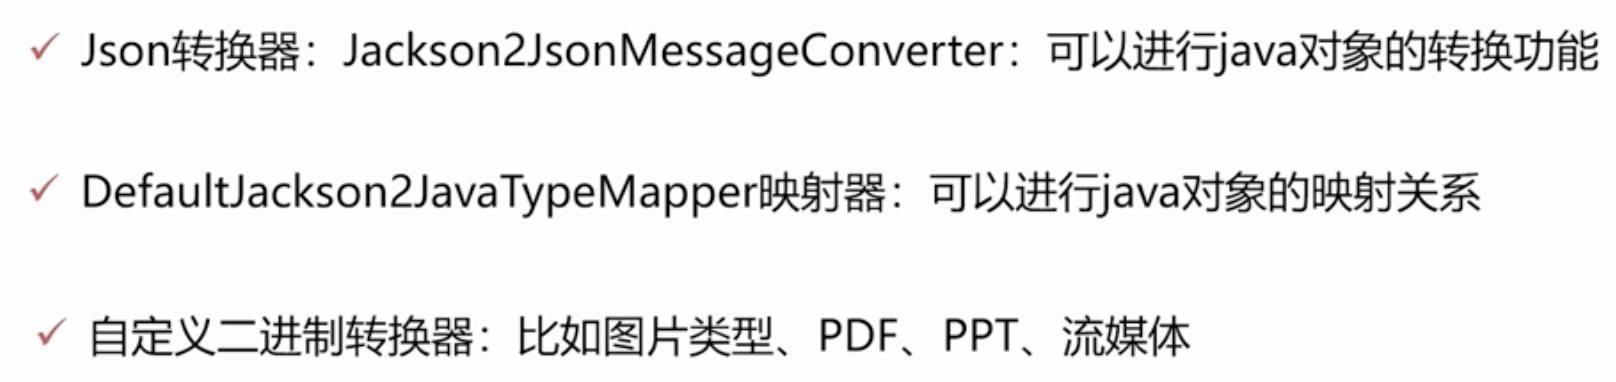 ✓ Json转换器：Jackson2JsonMessageConverter：可以进行java对象的转换功能
✓ DefaultJackson2JavaTypeMapper映射器：可以进行java对象的映射关系
✓ 自定义二进制转换器：比如图片类型、PDF、PPT、流媒体